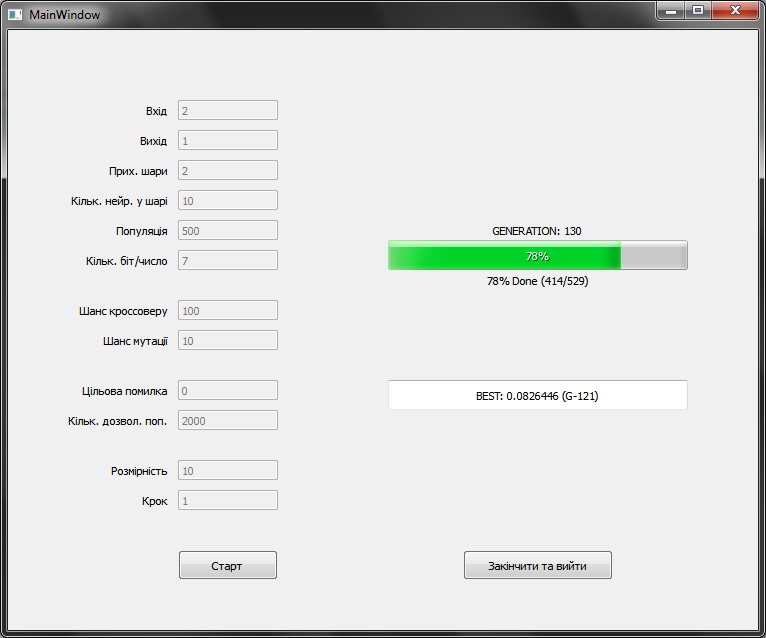 MainWindow
Вхід 2
Вихід 1
Прих. шари 2
Кільк. нейр. у шарі 10
Популяція 500
Кільк. біт/число 7
Шанс кроссоверу 100
Шанс мутації 10
Цільова помилка 0
Кільк. дозвол. поп. 2000
Розмірність 10
Крок 1
Старт
GENERATION: 130
78%
78% Done (414/529)
BEST: 0.0826446 (G-121)
Закінчити та вийти